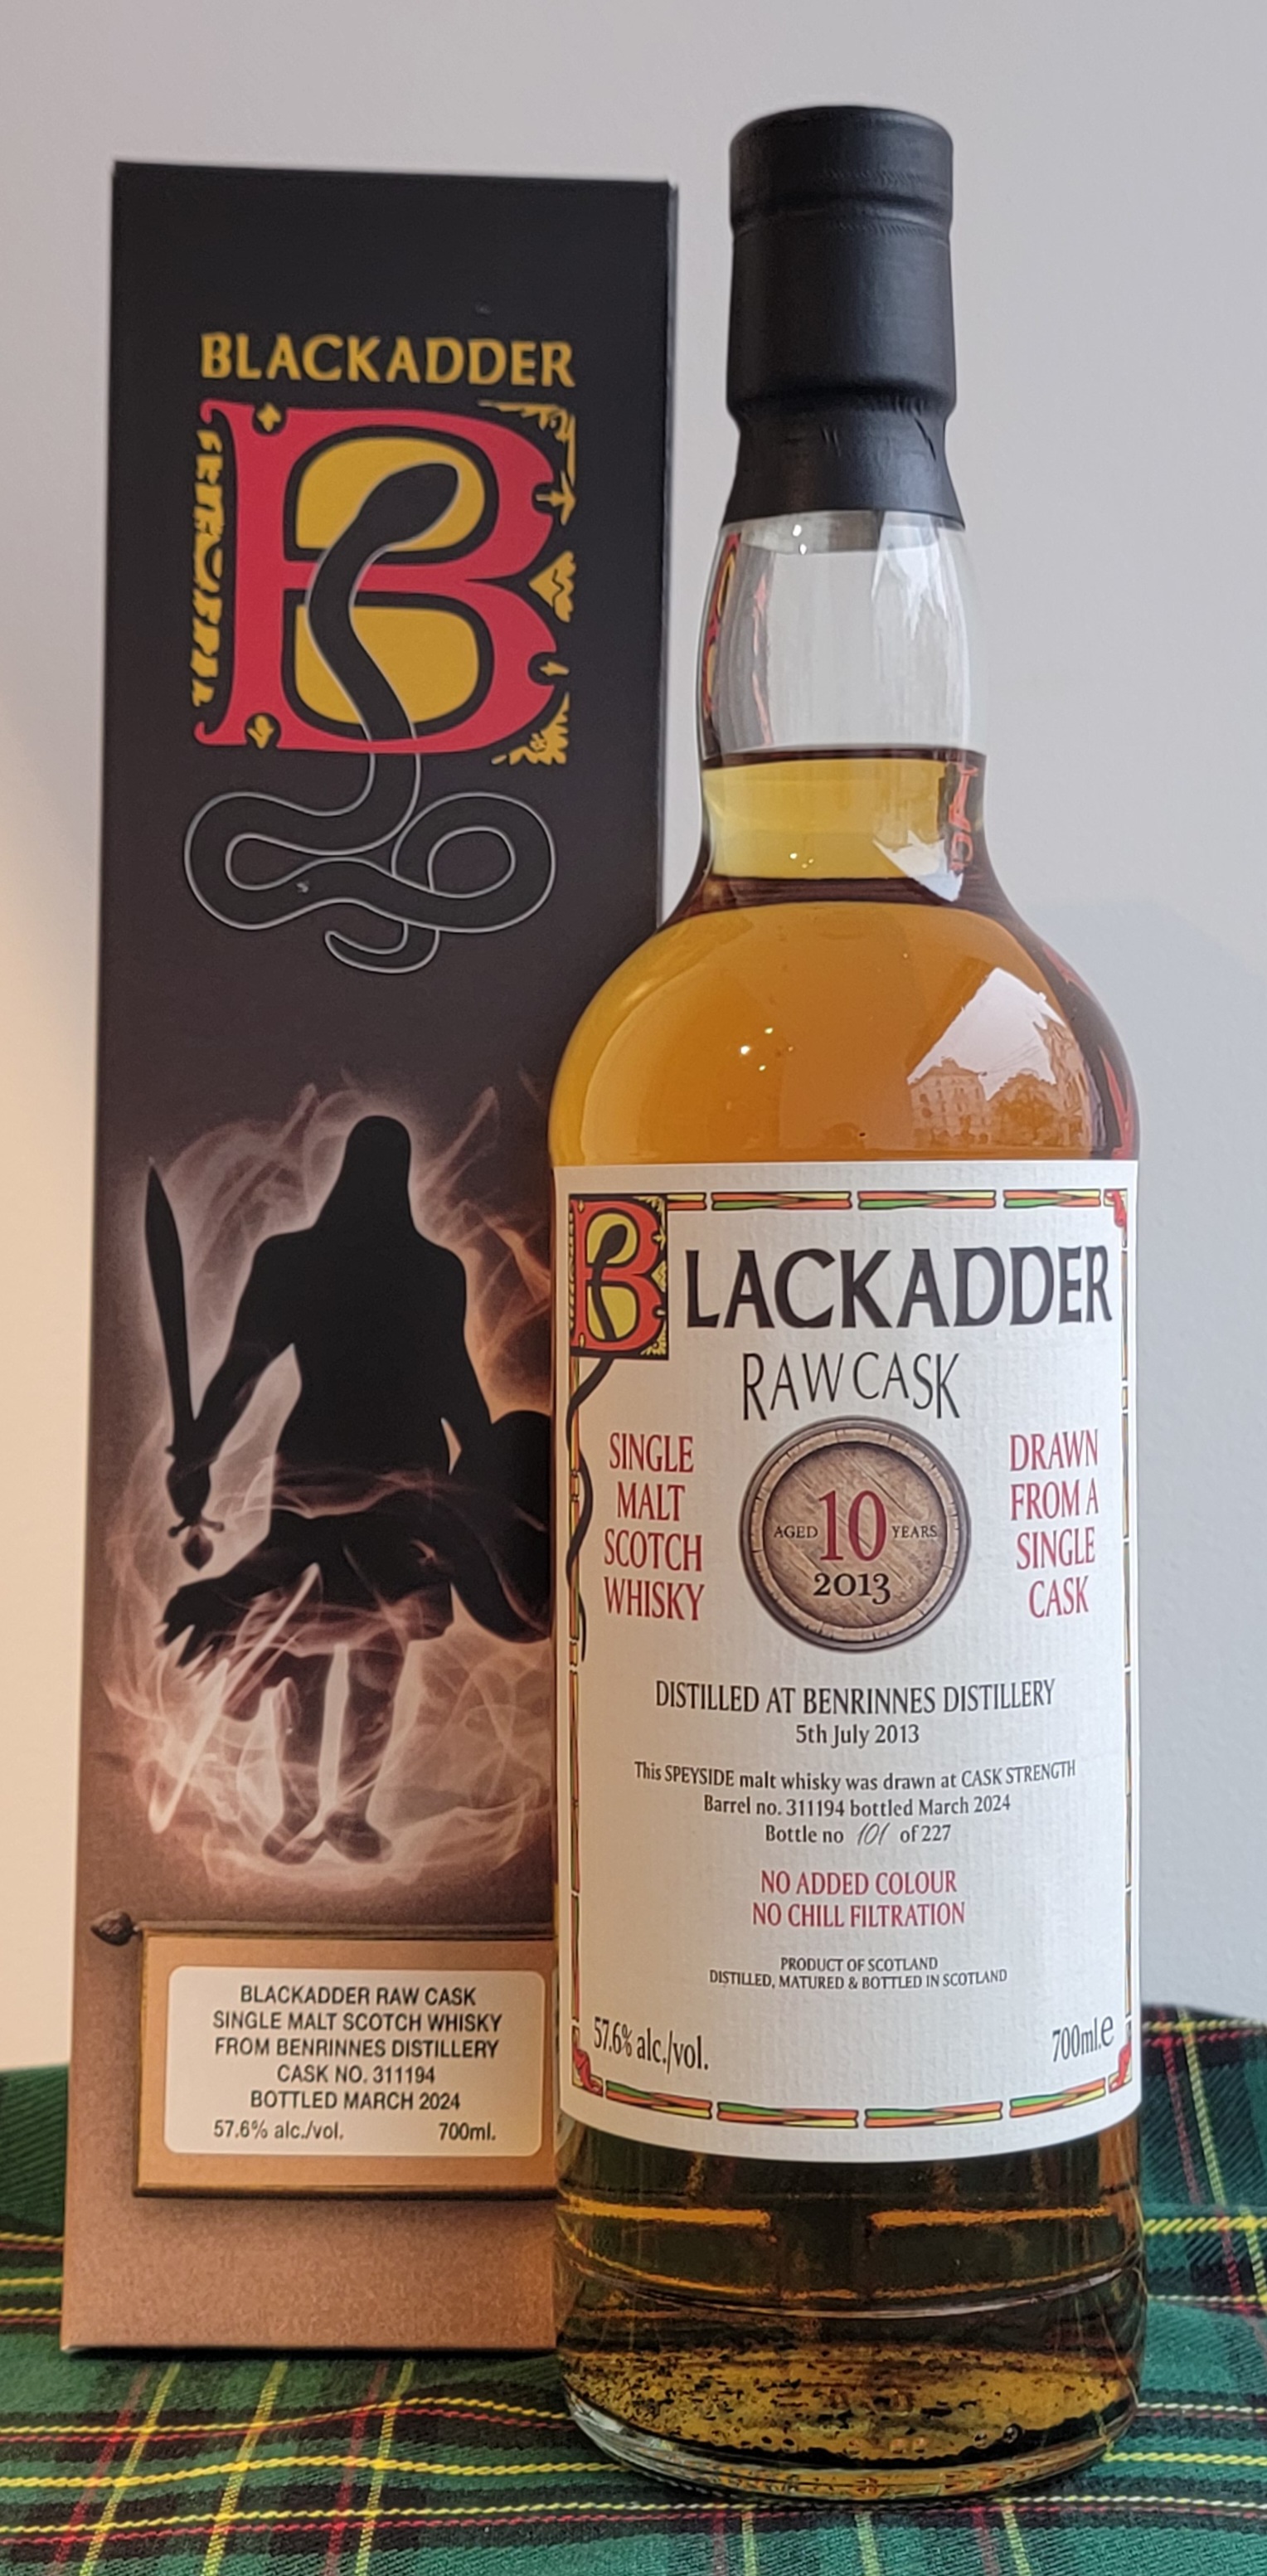 BLACKADDER
B
BLACKADDER RAW CASK
SINGLE MALT SCOTCH WHISKY
FROM BENRINNES DISTILLERY
CASK NO. 311194
BOTTLED MARCH 2024
57.6% alc./vol. 700ml.
BLACKADDER
RAW CASK
SINGLE
MALT
SCOTCH
WHISKY
AGED 10 YEARS
2013
DRAWN
FROM A
SINGLE
CASK
DISTILLED AT BENRINNES DISTILLERY
5th July 2013
This SPEYSIDE malt whisky was drawn at CASK STRENGTH
Barrel no. 311194 bottled March 2024
Bottle no 101 of 227
NO ADDED COLOUR
NO CHILL FILTRATION
PRODUCT OF SCOTLAND
DISTILLED, MATURED & BOTTLED IN SCOTLAND
57.6% alc./vol. 700ml.e